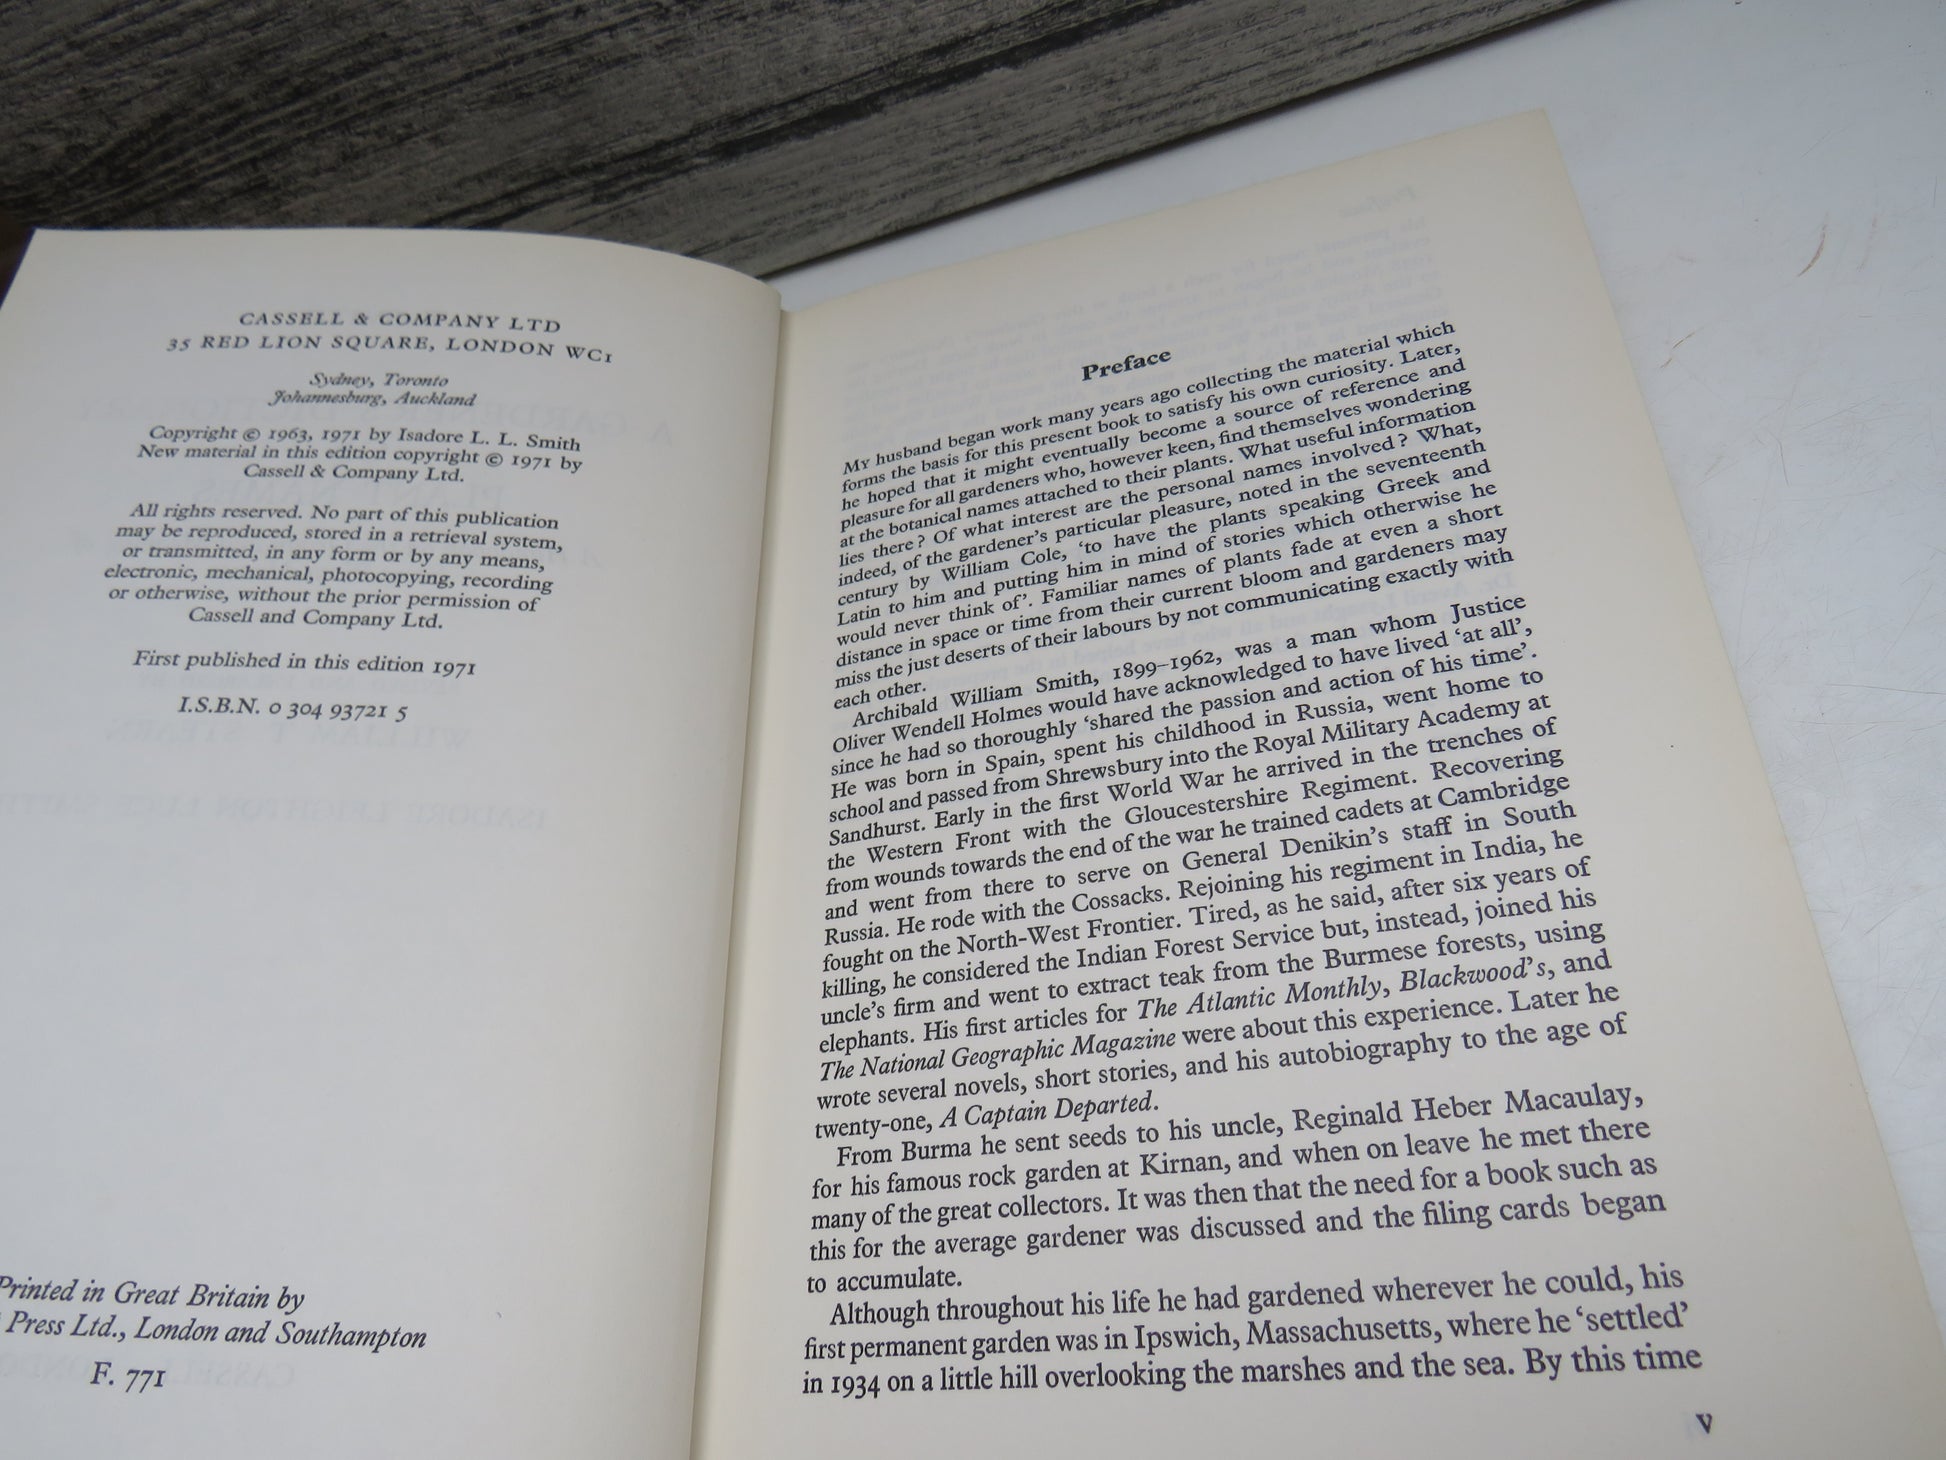 CASSELL & COMPANY LTD
35 RED LION SQUARE, LONDON WC1
Sydney, Toronto
Johannesburg, Auckland
Copyright © 1963, 1971 by Isadore L. L. Smith
New material in this edition copyright © 1971 by
Cassell & Company Ltd.
All rights reserved. No part of this publication
may be reproduced, stored in a retrieval system,
or transmitted, in any form or by any means,
electronic, mechanical, photocopying, recording
or otherwise, without the prior permission of
Cassell and Company Ltd.
First published in this edition 1971
I.S.B.N. 0 304 93721 5
Printed in Great Britain by
Press Ltd., London and Southampton
F. 771
Preface
MY husband began work many years ago collecting the material which
forms the basis for this present book to satisfy his own curiosity. Later,
he hoped that it might eventually become a source of reference and
pleasure for all gardeners who, however keen, find themselves wondering
at the botanical names attached to their plants. What useful information
lies there? Of what interest are the personal names involved? What,
indeed, of the gardener's particular pleasure, noted in the seventeenth
century by William Cole, 'to have the plants speaking Greek and
Latin to him and putting him in mind of stories which otherwise he
would never think of'. Familiar names of plants fade at even a short
distance in space or time from their current bloom and gardeners may
miss the just deserts of their labours by not communicating exactly with
each other.
Archibald William Smith, 1899–1962, was a man whom Justice
Oliver Wendell Holmes would have acknowledged to have lived 'at all',
since he had so thoroughly 'shared the passion and action of his time'.
He was born in Spain, spent his childhood in Russia, went home to
school and passed from Shrewsbury into the Royal Military Academy at
Sandhurst. Early in the first World War he arrived in the trenches of
the Western Front with the Gloucestershire Regiment. Recovering
from wounds towards the end of the war he trained cadets at Cambridge
and went from there to serve on General Denikin's staff in South
Russia. He rode with the Cossacks. Rejoining his regiment in India, he
fought on the North-West Frontier. Tired, as he said, after six years of
killing, he considered the Indian Forest Service but, instead, joined his
uncle's firm and went to extract teak from the Burmese forests, using
elephants. His first articles for The Atlantic Monthly, Blackwood's, and
The National Geographic Magazine were about this experience. Later he
wrote several novels, short stories, and his autobiography to the age of
twenty-one, A Captain Departed.
From Burma he sent seeds to his uncle, Reginald Heber Macaulay,
for his famous rock garden at Kirnan, and when on leave he met there
many of the great collectors. It was then that the need for a book such as
this for the average gardener was discussed and the filing cards began
to accumulate.
Although throughout his life he had gardened wherever he could, his
first permanent garden was in Ipswich, Massachusetts, where he 'settled'
in 1934 on a little hill overlooking the marshes and the sea. By this time
v